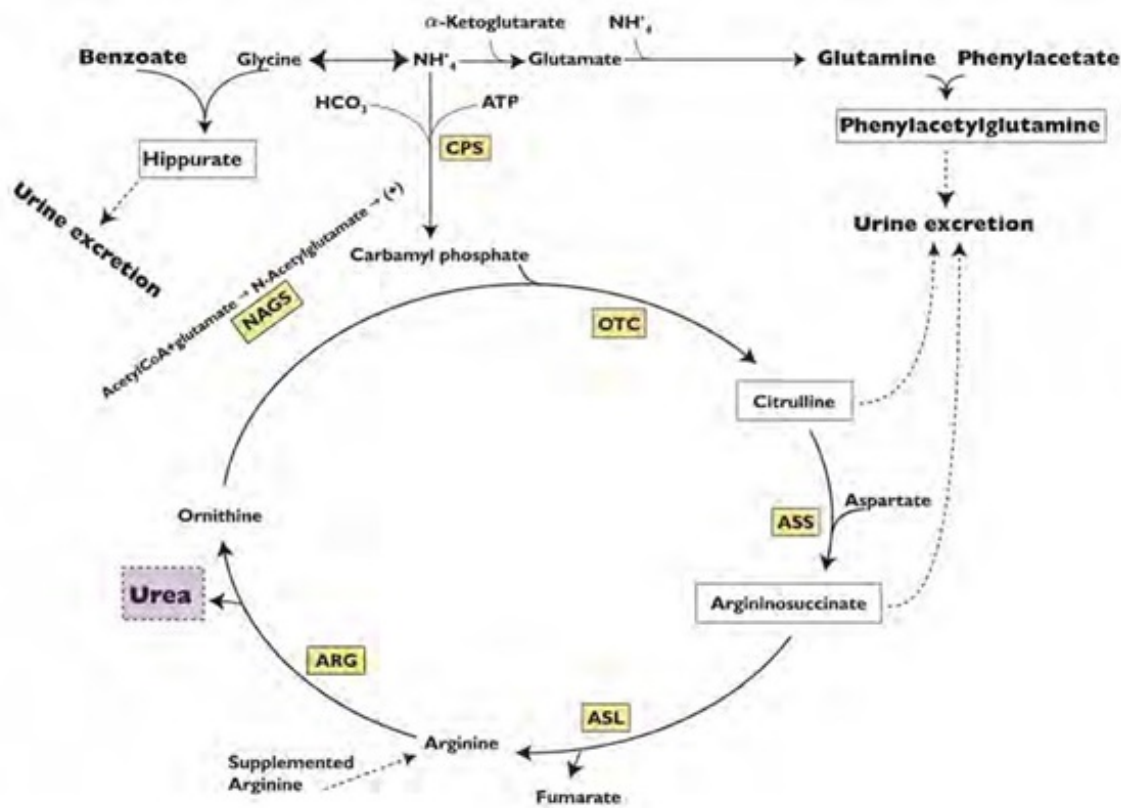 α-Ketoglutarate
NH⁺₄
Benzoate
Glycine
NH⁺₄
Glutamate
Glutamine
Phenylacetate
HCO₃
ATP
CPS
Phenylacetylglutamine
Hippurate
Urine excretion
Urine excretion
Carbamyl phosphate
AcetylCoA+glutamate → N-Acetylglutamate → (+)
NAGS
OTC
Citrulline
Aspartate
ASS
Ornithine
Urea
Argininosuccinate
ARG
ASL
Arginine
Supplemented
Arginine
Fumarate